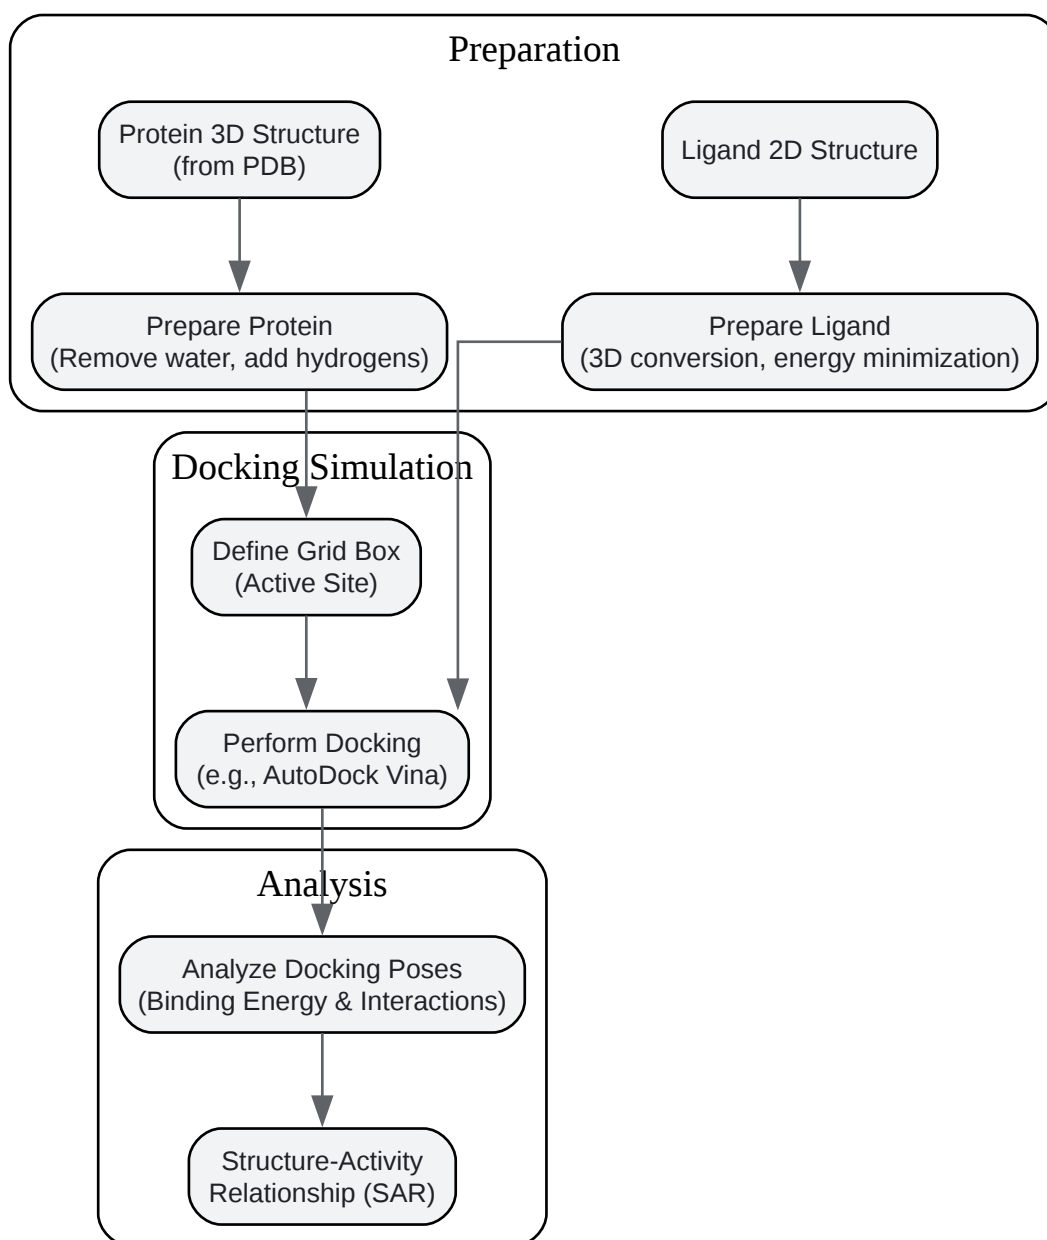 Preparation
Protein 3D Structure
(from PDB)
Ligand 2D Structure
Prepare Protein
(Remove water, add hydrogens)
Prepare Ligand
(3D conversion, energy minimization)
Docking Simulation
Define Grid Box
(Active Site)
Perform Docking
(e.g., AutoDock Vina)
Analysis
Analyze Docking Poses
(Binding Energy & Interactions)
Structure-Activity
Relationship (SAR)